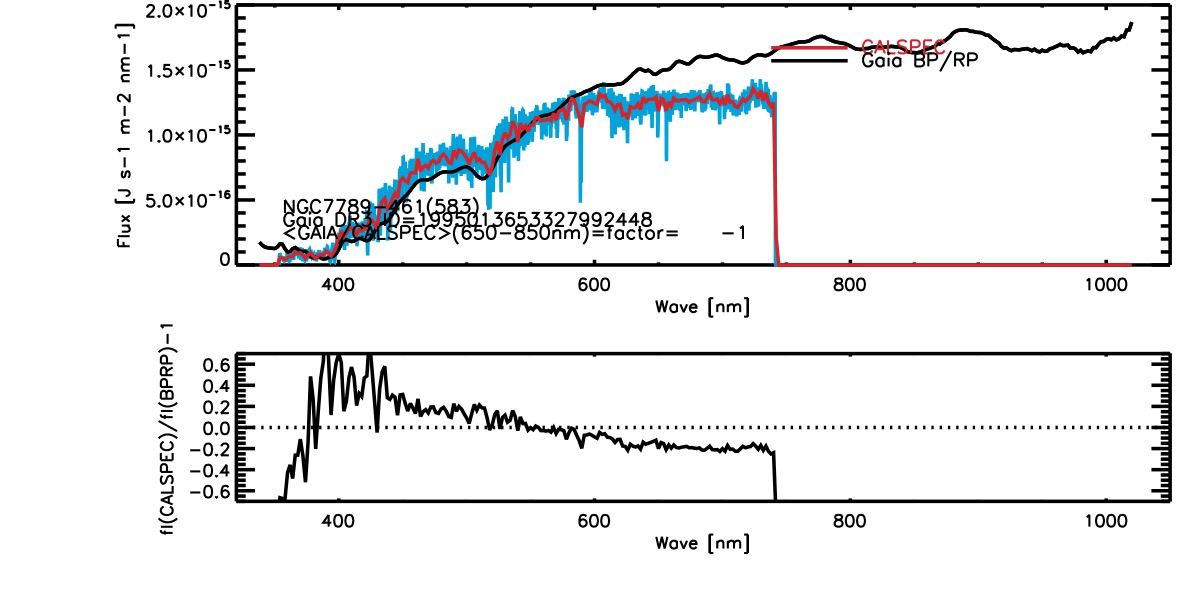 2.0×10⁻¹⁵
1.5×10⁻¹⁵
1.0×10⁻¹⁵
5.0×10⁻¹⁶
0
Flux [J s−1 m−2 nm−1]
CALSPEC
Gaia BP/RP
NGC7789−461(583)
Gaia DR3 ID=1995013653327992448
<GAIA/CALSPEC>(650−850nm)=factor= −1
400 600 800 1000
Wave [nm]
fl(CALSPEC)/fl(BPRP)−1
0.6
0.4
0.2
0.0
−0.2
−0.4
−0.6
400 600 800 1000
Wave [nm]